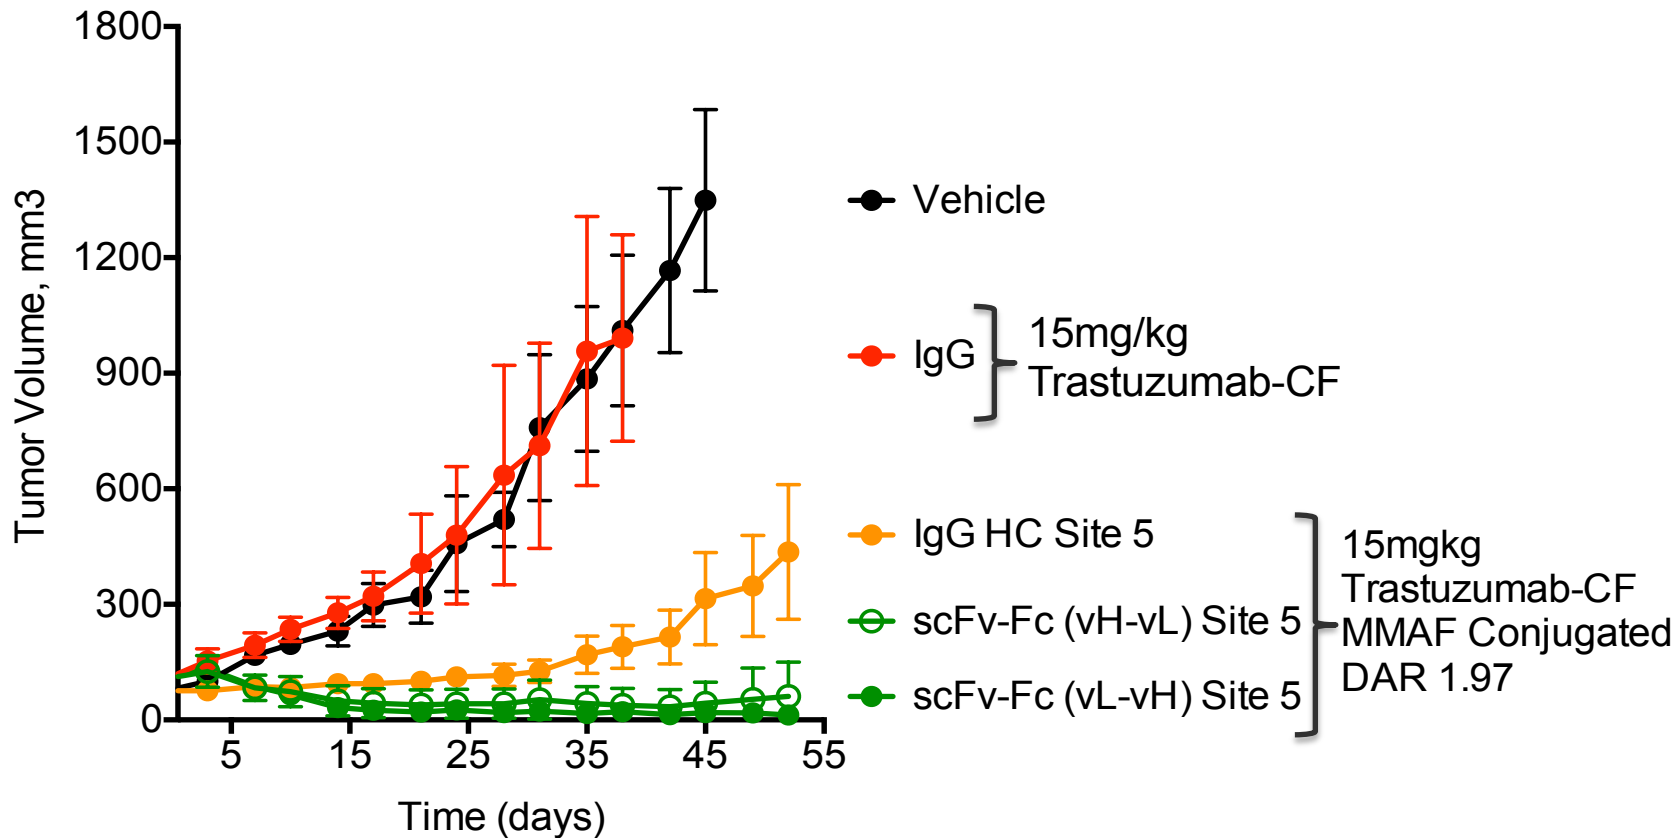 1800
1500
1200
900
600
300
0
Tumor Volume, mm3
5 15 25 35 45 55
Time (days)
Vehicle
IgG
15mg/kg
Trastuzumab-CF
IgG HC Site 5
scFv-Fc (vH-vL) Site 5
scFv-Fc (vL-vH) Site 5
15mgkg
Trastuzumab-CF
MMAF Conjugated
DAR 1.97